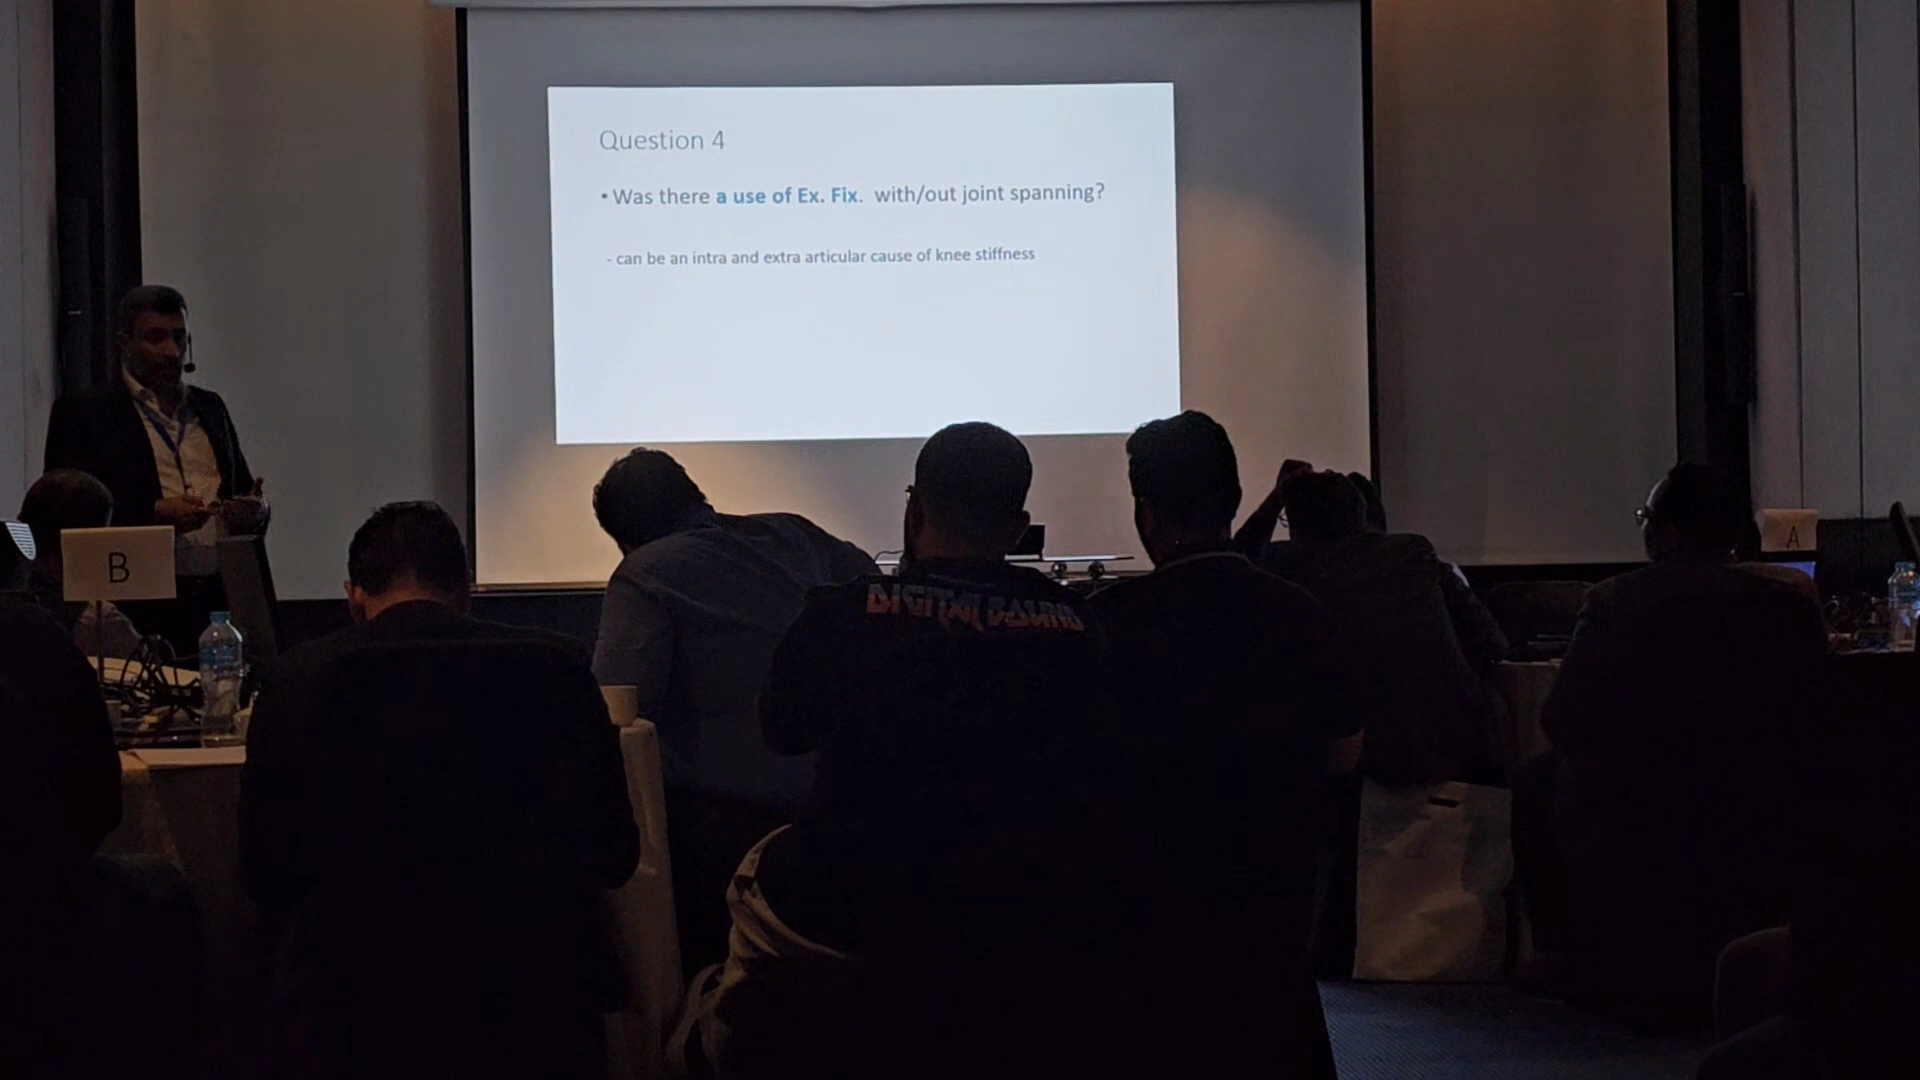 Question 4
• Was there a use of Ex. Fix.  with/out joint spanning?
- can be an intra and extra articular cause of knee stiffness
B
A
DIGITAL SOUND